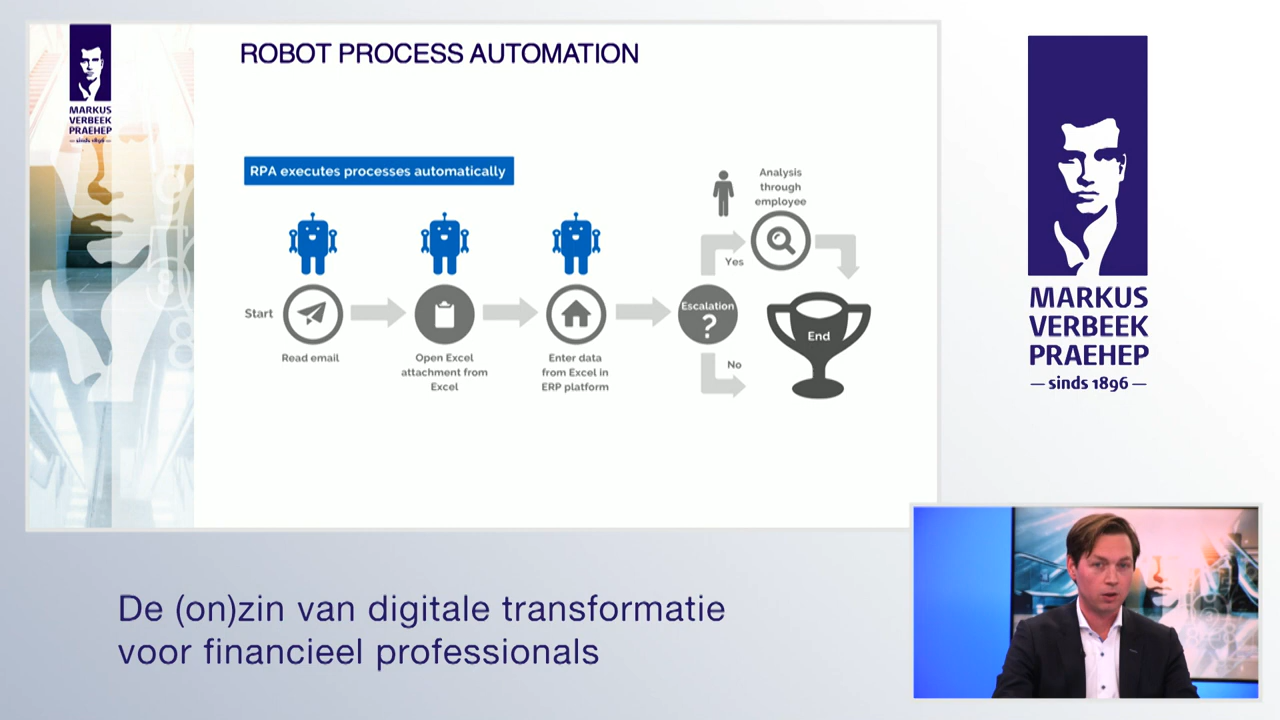 MARKUS
VERBEEK
PRAEHEP
— sinds 1896 —
ROBOT PROCESS AUTOMATION
RPA executes processes automatically
Start
Read email
Open Excel
attachment from
Excel
Enter data
from Excel in
ERP platform
Escalation
?
Yes
No
Analysis
through
employee
End
MARKUS
VERBEEK
PRAEHEP
— sinds 1896 —
De (on)zin van digitale transformatie
voor financieel professionals